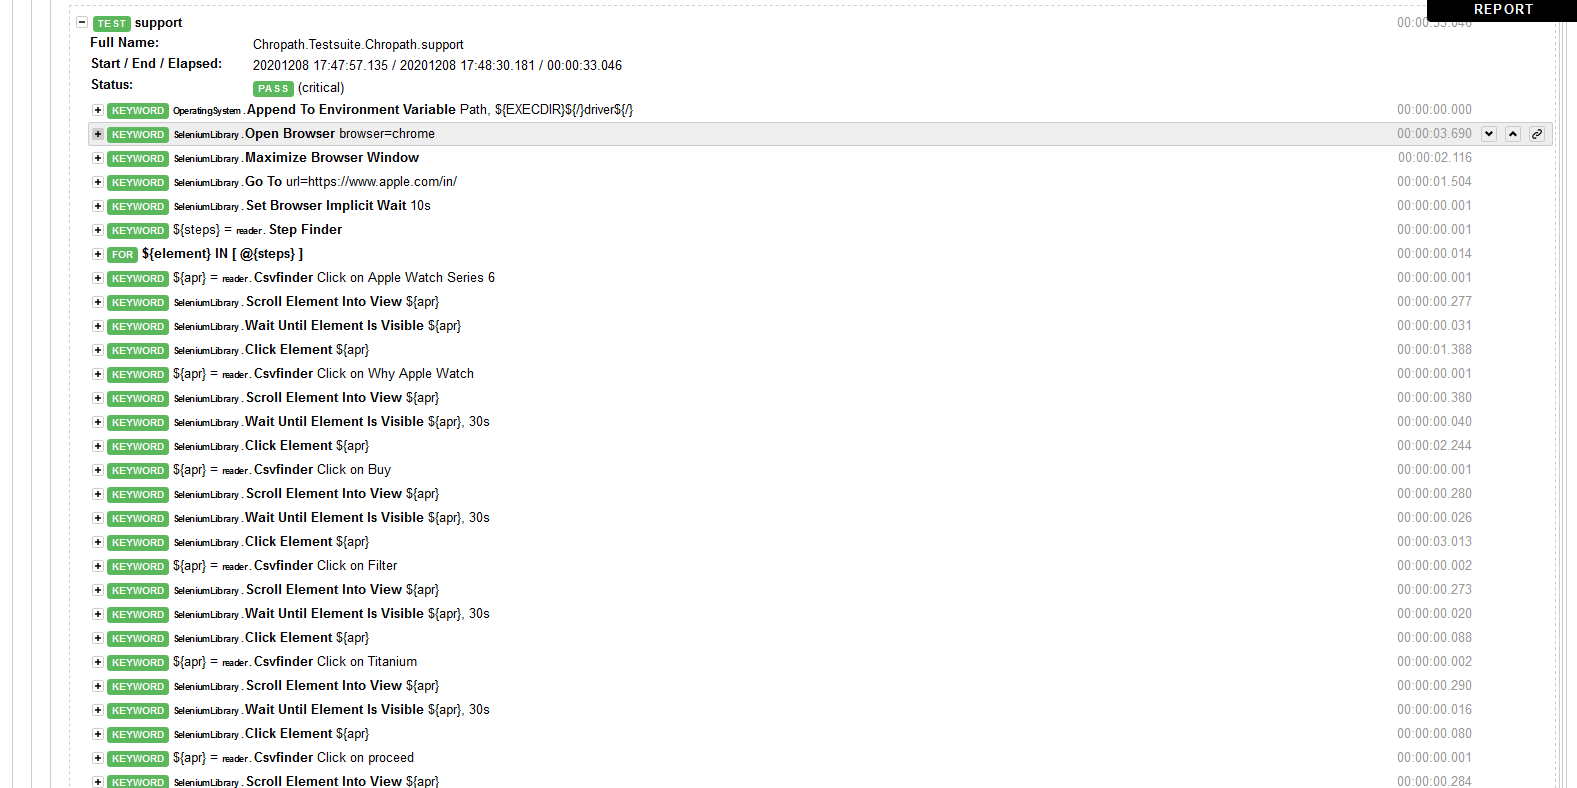 REPORT
TEST support 00:00:33.046
Full Name: Chropath.Testsuite.Chropath.support
Start / End / Elapsed: 20201208 17:47:57.135 / 20201208 17:48:30.181 / 00:00:33.046
Status: PASS (critical)
KEYWORD OperatingSystem . Append To Environment Variable Path, ${EXECDIR}${/}driver${/} 00:00:00.000
KEYWORD SeleniumLibrary . Open Browser browser=chrome 00:00:03.690
KEYWORD SeleniumLibrary . Maximize Browser Window 00:00:02.116
KEYWORD SeleniumLibrary . Go To url=https://www.apple.com/in/ 00:00:01.504
KEYWORD SeleniumLibrary . Set Browser Implicit Wait 10s 00:00:00.001
KEYWORD ${steps} = reader . Step Finder 00:00:00.001
FOR ${element} IN [ @{steps} ] 00:00:00.014
KEYWORD ${apr} = reader . Csvfinder Click on Apple Watch Series 6 00:00:00.001
KEYWORD SeleniumLibrary . Scroll Element Into View ${apr} 00:00:00.277
KEYWORD SeleniumLibrary . Wait Until Element Is Visible ${apr} 00:00:00.031
KEYWORD SeleniumLibrary . Click Element ${apr} 00:00:01.388
KEYWORD ${apr} = reader . Csvfinder Click on Why Apple Watch 00:00:00.001
KEYWORD SeleniumLibrary . Scroll Element Into View ${apr} 00:00:00.380
KEYWORD SeleniumLibrary . Wait Until Element Is Visible ${apr}, 30s 00:00:00.040
KEYWORD SeleniumLibrary . Click Element ${apr} 00:00:02.244
KEYWORD ${apr} = reader . Csvfinder Click on Buy 00:00:00.001
KEYWORD SeleniumLibrary . Scroll Element Into View ${apr} 00:00:00.280
KEYWORD SeleniumLibrary . Wait Until Element Is Visible ${apr}, 30s 00:00:00.026
KEYWORD SeleniumLibrary . Click Element ${apr} 00:00:03.013
KEYWORD ${apr} = reader . Csvfinder Click on Filter 00:00:00.002
KEYWORD SeleniumLibrary . Scroll Element Into View ${apr} 00:00:00.273
KEYWORD SeleniumLibrary . Wait Until Element Is Visible ${apr}, 30s 00:00:00.020
KEYWORD SeleniumLibrary . Click Element ${apr} 00:00:00.088
KEYWORD ${apr} = reader . Csvfinder Click on Titanium 00:00:00.002
KEYWORD SeleniumLibrary . Scroll Element Into View ${apr} 00:00:00.290
KEYWORD SeleniumLibrary . Wait Until Element Is Visible ${apr}, 30s 00:00:00.016
KEYWORD SeleniumLibrary . Click Element ${apr} 00:00:00.080
KEYWORD ${apr} = reader . Csvfinder Click on proceed 00:00:00.001
KEYWORD SeleniumLibrary . Scroll Element Into View ${apr} 00:00:00.284